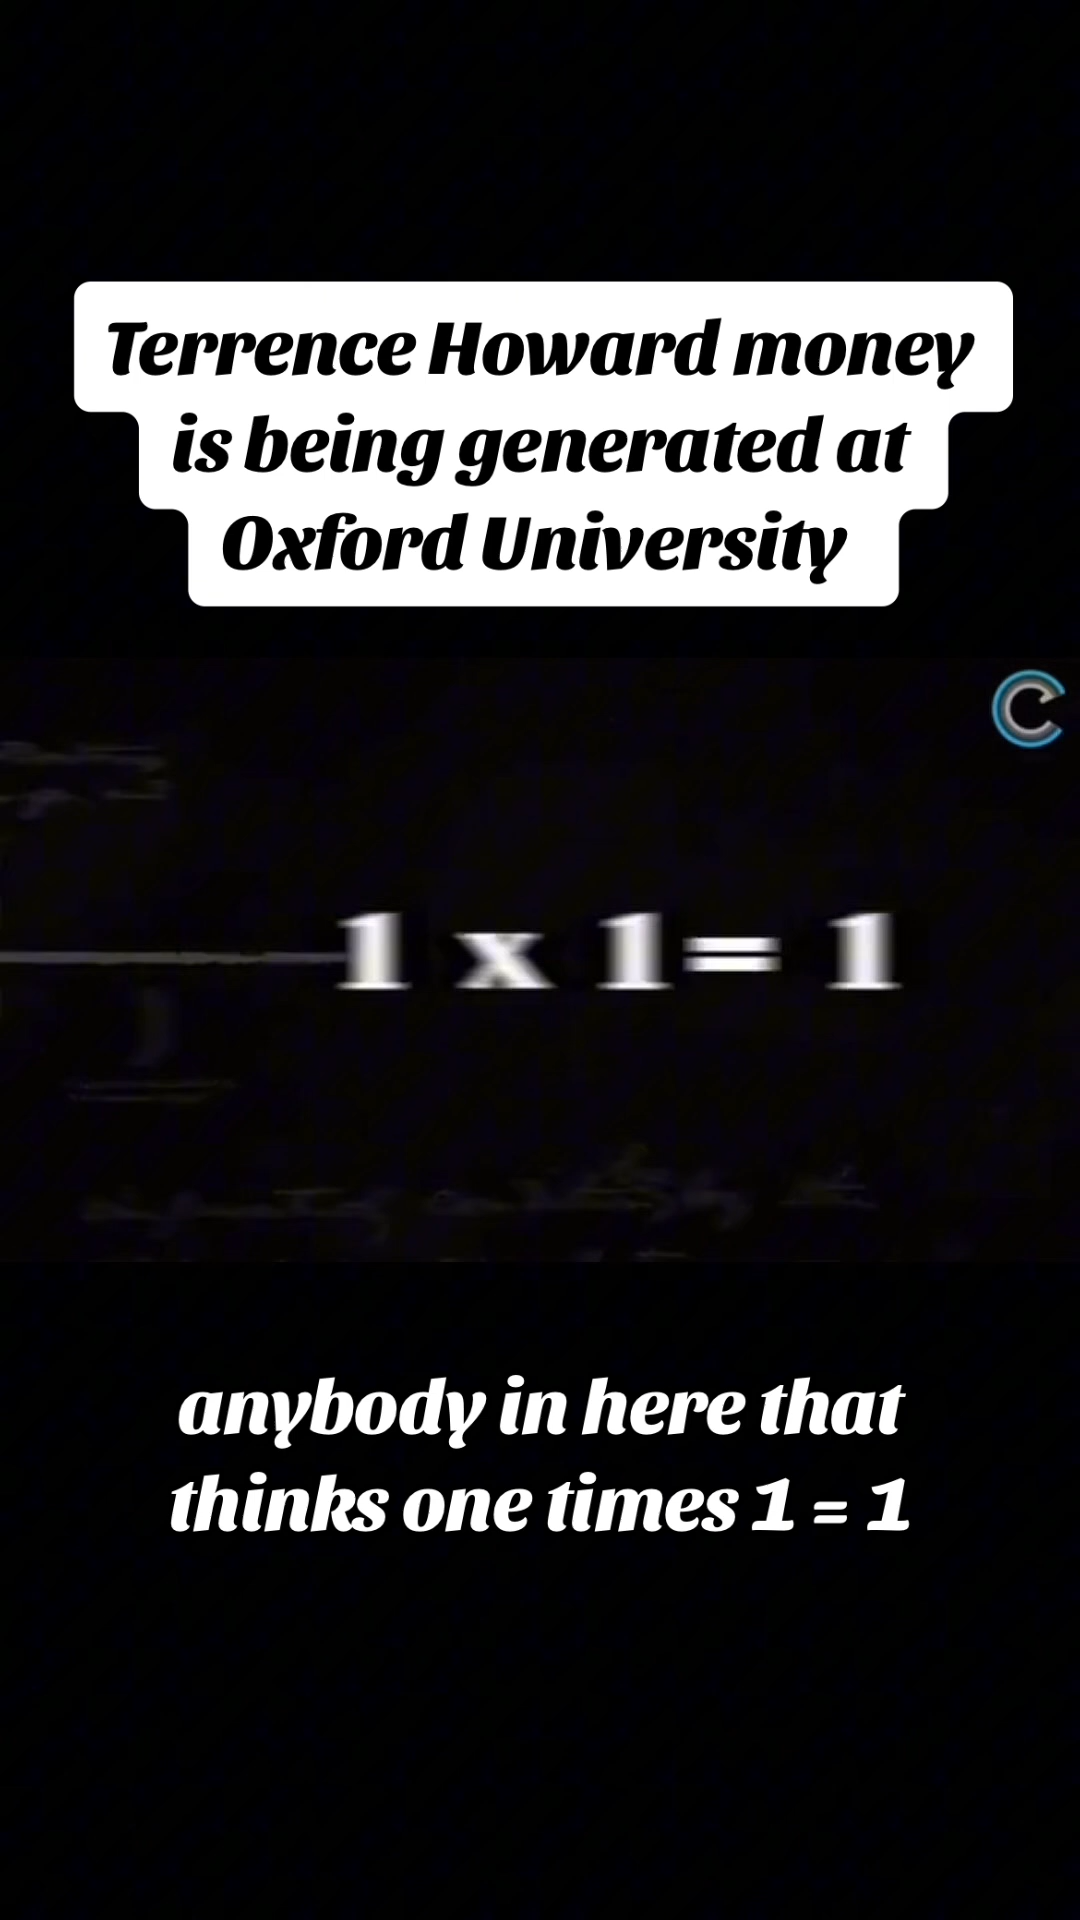 Terrence Howard money
is being generated at
Oxford University
1 x 1= 1
anybody in here that
thinks one times 1 = 1